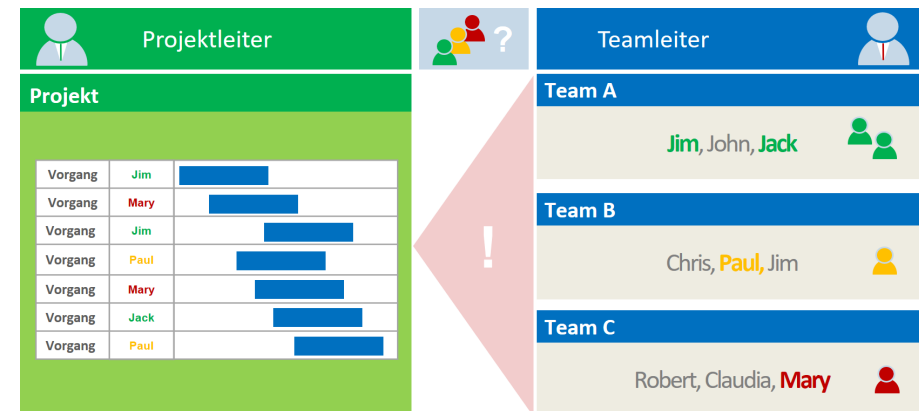 Projektleiter
?
Teamleiter
Projekt
Vorgang Jim
Vorgang Mary
Vorgang Jim
Vorgang Paul
Vorgang Mary
Vorgang Jack
Vorgang Paul
!
Team A
Jim, John, Jack
Team B
Chris, Paul, Jim
Team C
Robert, Claudia, Mary